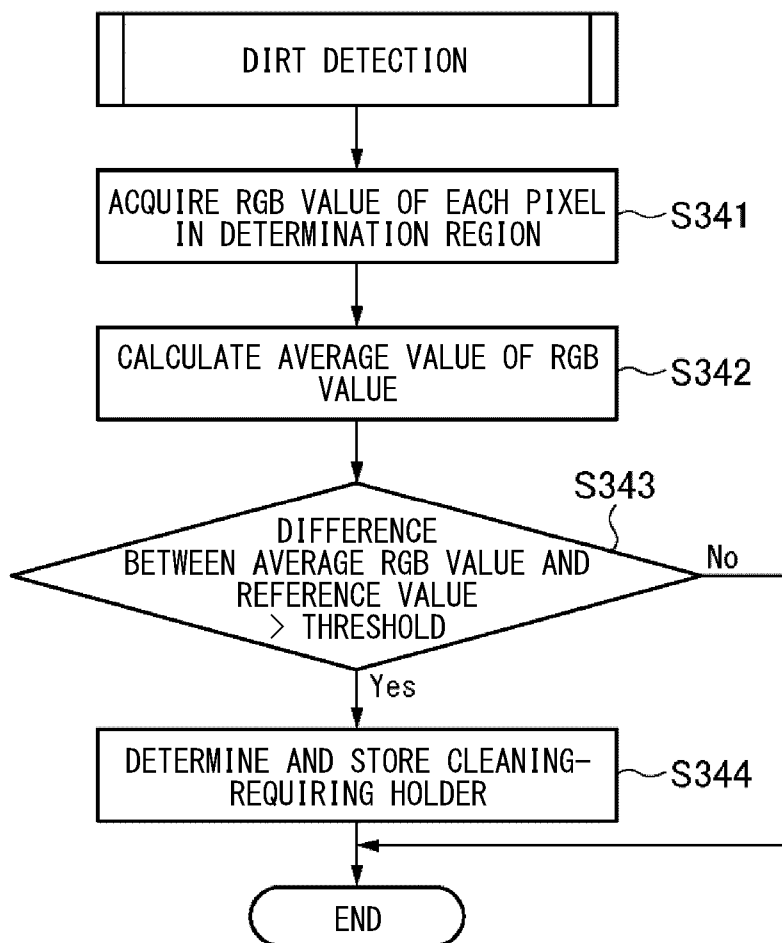 DIRT DETECTION
ACQUIRE RGB VALUE OF EACH PIXEL
IN DETERMINATION REGION
S341
CALCULATE AVERAGE VALUE OF RGB
VALUE
S342
S343
DIFFERENCE
BETWEEN AVERAGE RGB VALUE AND
REFERENCE VALUE
> THRESHOLD
No
Yes
DETERMINE AND STORE CLEANING-
REQUIRING HOLDER
S344
END